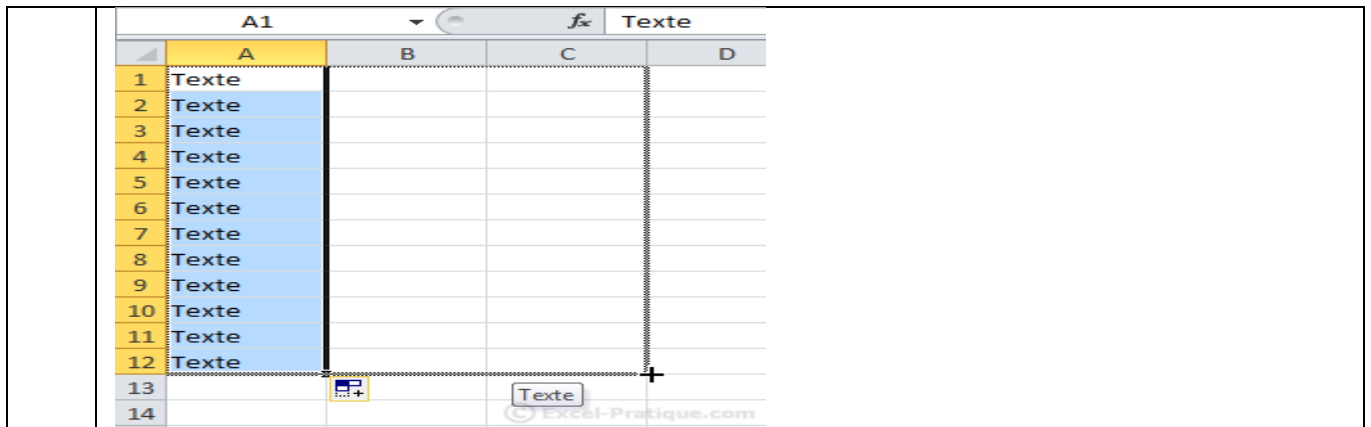 A1 fx Texte
A B C D
1 Texte
2 Texte
3 Texte
4 Texte
5 Texte
6 Texte
7 Texte
8 Texte
9 Texte
10 Texte
11 Texte
12 Texte
13 Texte
14 © Excel-Pratique.com